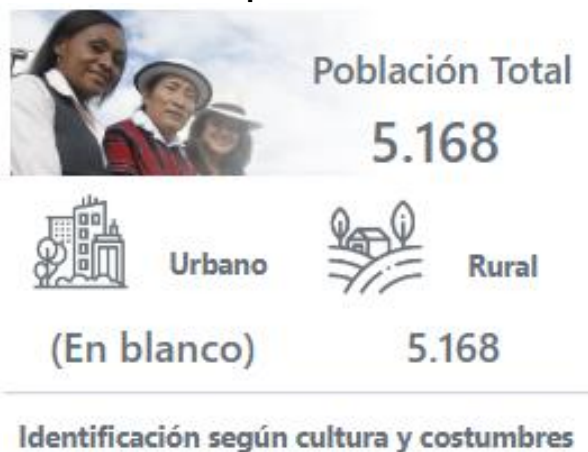 Población Total
5.168
Urbano
Rural
(En blanco)
5.168
Identificación según cultura y costumbres